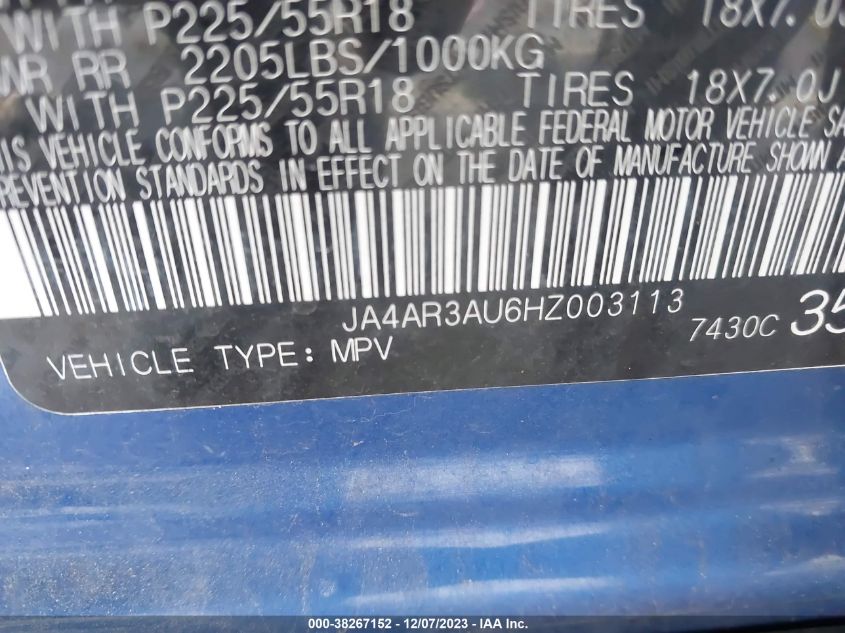 WITH P225/55R18 TIRES 18X7.0J
WR RR 2205LBS/1000KG
WITH P225/55R18 TIRES 18X7.0J
IS VEHICLE CONFORMS TO ALL APPLICABLE FEDERAL MOTOR VEHICLE SA
REVENTION STANDARDS IN EFFECT ON THE DATE OF MANUFACTURE SHOWN A
JA4AR3AU6HZ003113
7430C 35
VEHICLE TYPE: MPV
000-38267152 - 12/07/2023 - IAA Inc.